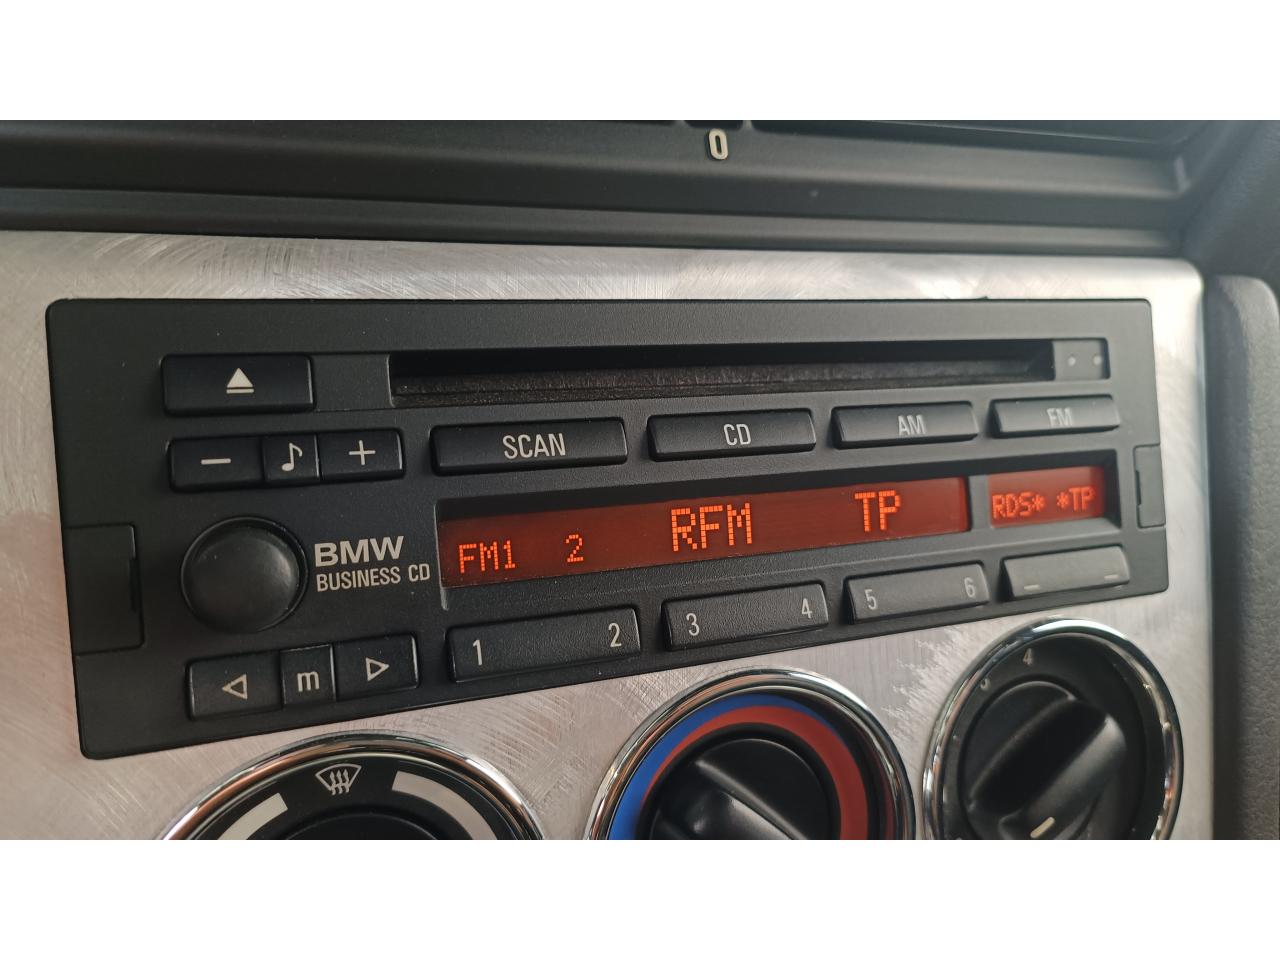 0
SCAN CD AM FM
− +
FM1 2 RFM TP RDS* *TP
BMW
BUSINESS CD
1 2 3 4 5 6
m
4